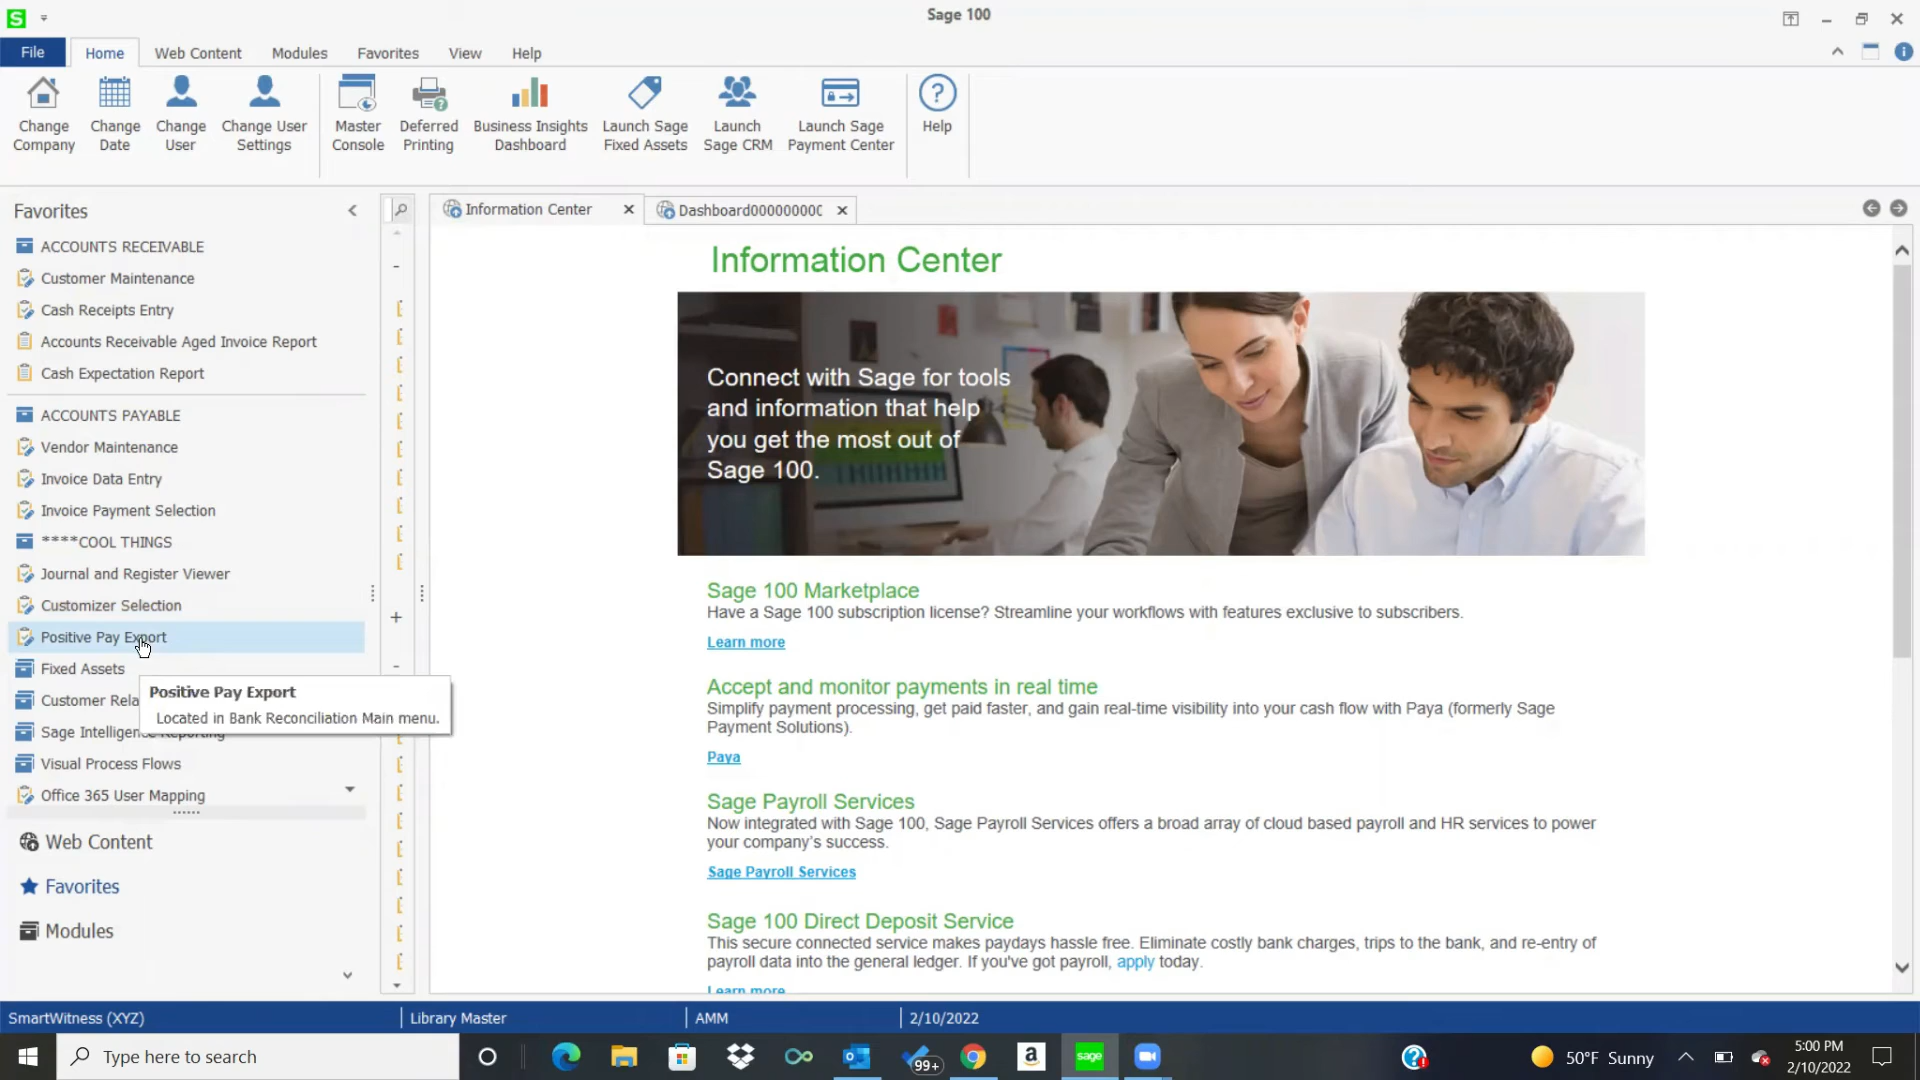 Sage 100
File
Home
Web Content
Modules
Favorites
View
Help
Change Company
Change Date
Change User
Change User Settings
Master Console
Deferred Printing
Business Insights Dashboard
Launch Sage Fixed Assets
Launch Sage CRM
Launch Sage Payment Center
Help
Favorites
ACCOUNTS RECEIVABLE
Customer Maintenance
Cash Receipts Entry
Accounts Receivable Aged Invoice Report
Cash Expectation Report
ACCOUNTS PAYABLE
Vendor Maintenance
Invoice Data Entry
Invoice Payment Selection
****COOL THINGS
Journal and Register Viewer
Customizer Selection
Positive Pay Export
Fixed Assets
Customer Rela
Sage Intelligence Reporting
Visual Process Flows
Office 365 User Mapping
Positive Pay Export
Located in Bank Reconciliation Main menu.
Web Content
Favorites
Modules
Information Center
Dashboard00000000C
Information Center
Connect with Sage for tools
and information that help
you get the most out of
Sage 100.
Sage 100 Marketplace
Have a Sage 100 subscription license? Streamline your workflows with features exclusive to subscribers.
Learn more
Accept and monitor payments in real time
Simplify payment processing, get paid faster, and gain real-time visibility into your cash flow with Paya (formerly Sage
Payment Solutions).
Paya
Sage Payroll Services
Now integrated with Sage 100, Sage Payroll Services offers a broad array of cloud based payroll and HR services to power
your company's success.
Sage Payroll Services
Sage 100 Direct Deposit Service
This secure connected service makes paydays hassle free. Eliminate costly bank charges, trips to the bank, and re-entry of
payroll data into the general ledger. If you've got payroll, apply today.
Learn more
SmartWitness (XYZ)
Library Master
AMM
2/10/2022
Type here to search
99+
sage
50°F Sunny
5:00 PM
2/10/2022